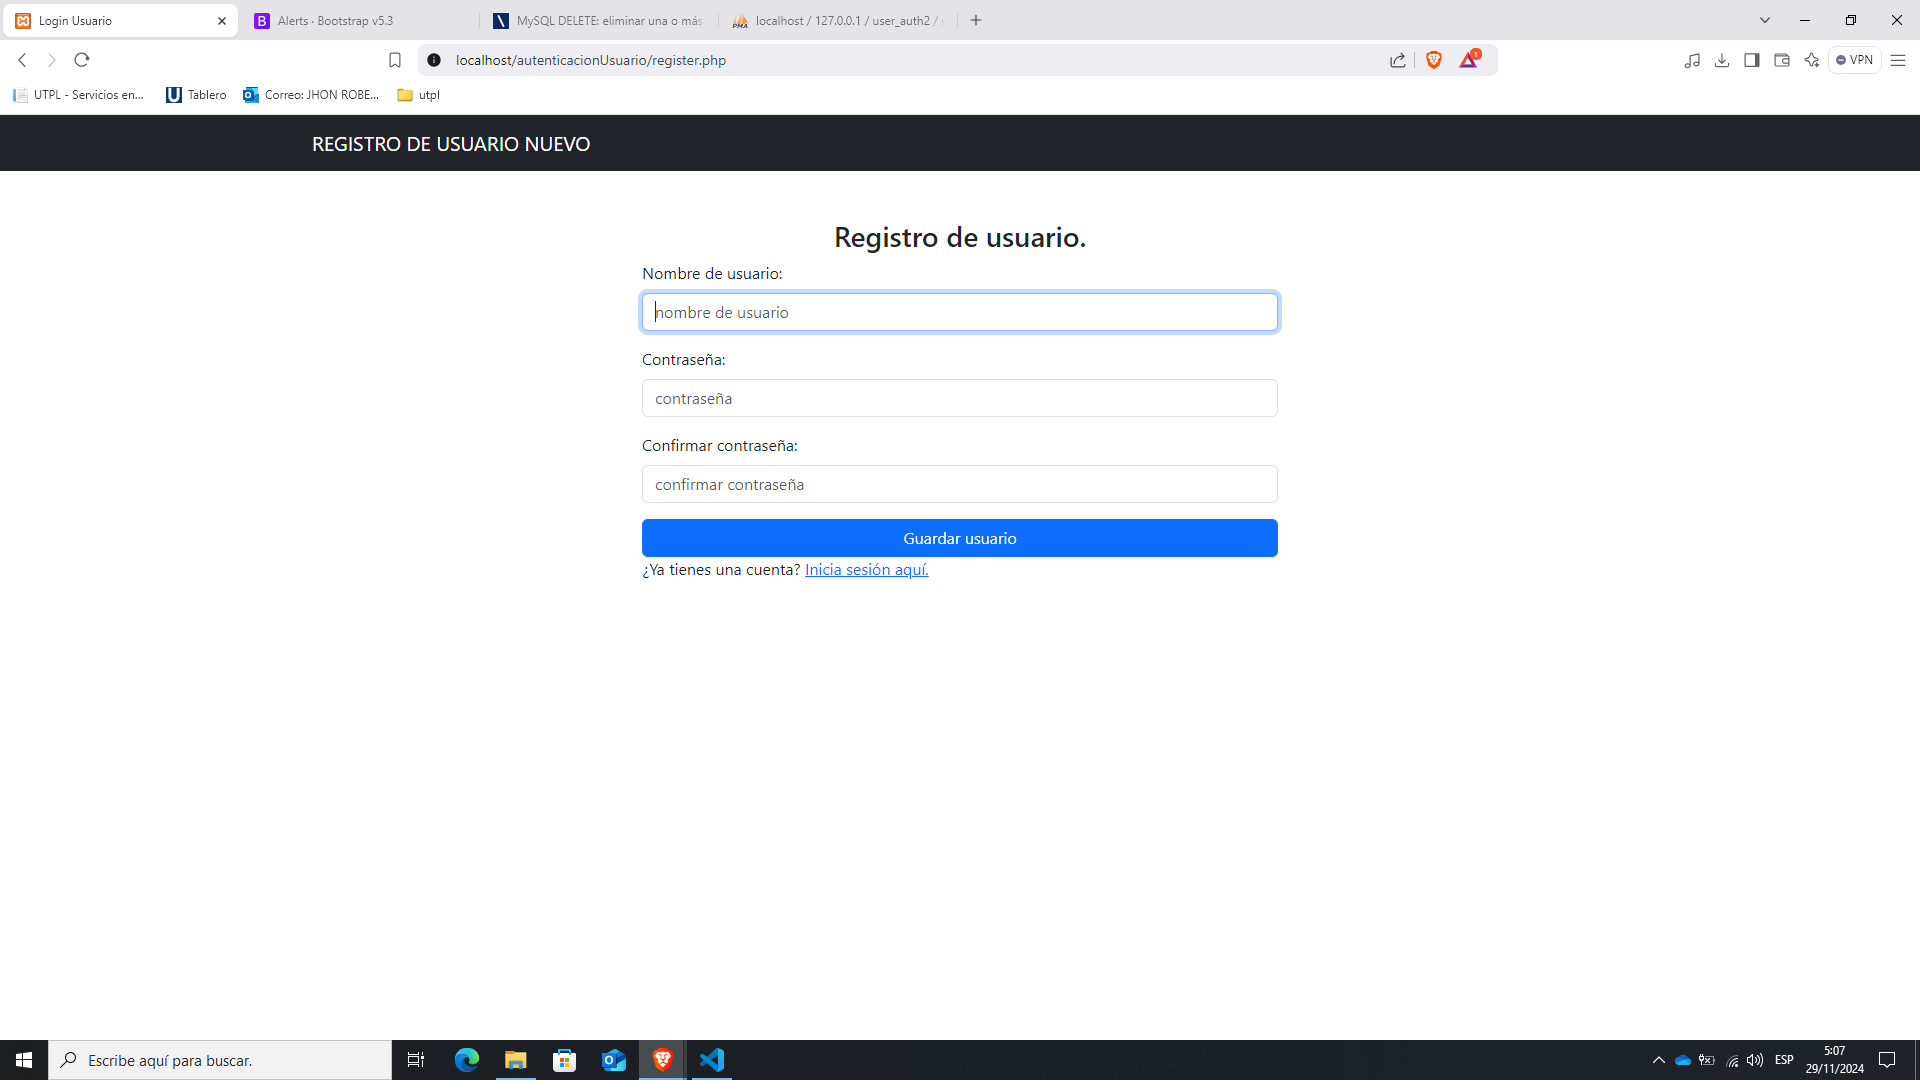 Login Usuario
Alerts · Bootstrap v5.3
MySQL DELETE: eliminar una o más
localhost / 127.0.0.1 / user_auth2 /
localhost/autenticacionUsuario/register.php
1
VPN
UTPL - Servicios en...
Tablero
Correo: JHON ROBE...
utpl
REGISTRO DE USUARIO NUEVO
Registro de usuario.
Nombre de usuario:
nombre de usuario
Contraseña:
contraseña
Confirmar contraseña:
confirmar contraseña
Guardar usuario
¿Ya tienes una cuenta? Inicia sesión aquí.
Escribe aquí para buscar.
ESP
5:07
29/11/2024